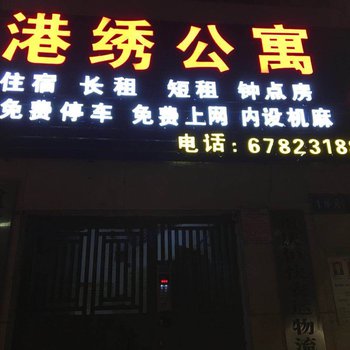 港绣公寓
住宿 长租 短租 钟点房
免费停车 免费上网 内设机麻
电话:6782318
物流